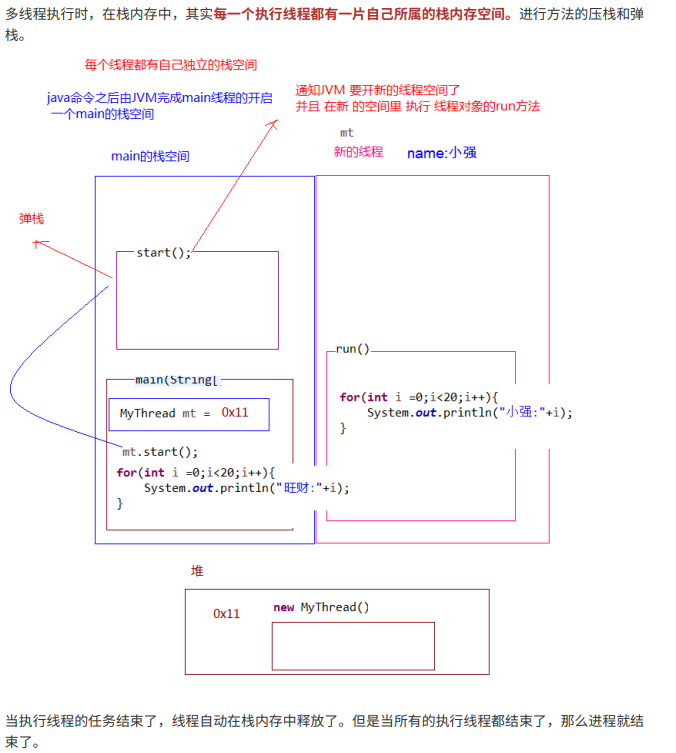 多线程执行时，在栈内存中，其实每一个执行线程都有一片自己所属的栈内存空间。进行方法的压栈和弹
栈。
每个线程都有自己独立的栈空间
通知JVM 要开新的线程空间了
java命令之后由JVM完成main线程的开启
并且 在新 的空间里 执行 线程对象的run方法
一个main的栈空间
mt
main的栈空间
新的线程
name:小强
弹栈
start();
run()
main(String[
for(int i =0;i<20;i++){
MyThread mt = 0x11
System.out.println("小强:"+i);
}
mt.start();
for(int i =0;i<20;i++){
System.out.println("旺财:"+i);
}
堆
0x11
new MyThread()
当执行线程的任务结束了，线程自动在栈内存中释放了。但是当所有的执行线程都结束了，那么进程就结
束了。